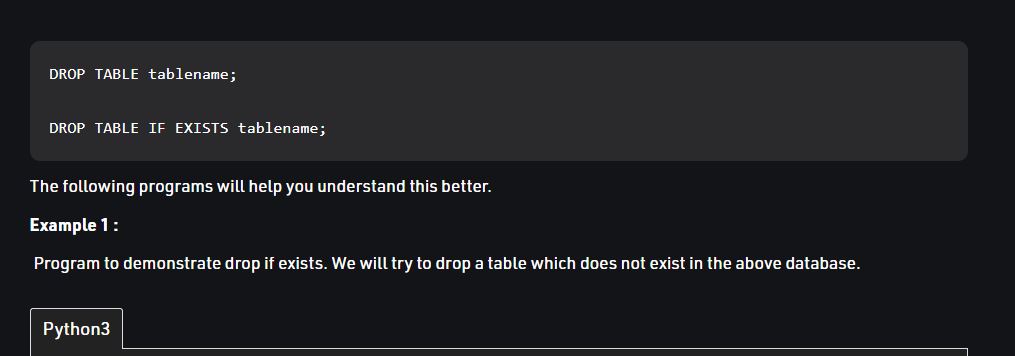 DROP TABLE tablename;
DROP TABLE IF EXISTS tablename;
The following programs will help you understand this better.
Example 1 :
Program to demonstrate drop if exists. We will try to drop a table which does not exist in the above database.
Python3